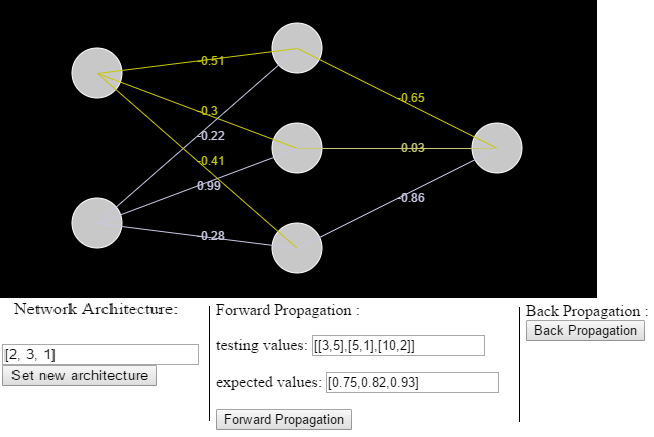 -0.51
-0.3
-0.22
-0.41
0.99
-0.28
-0.65
-0.86
Network Architecture:
[2, 3, 1]
Set new architecture
Forward Propagation :
testing values: [[3,5],[5,1],[10,2]]
expected values: [0.75,0.82,0.93]
Forward Propagation
Back Propagation :
Back Propagation